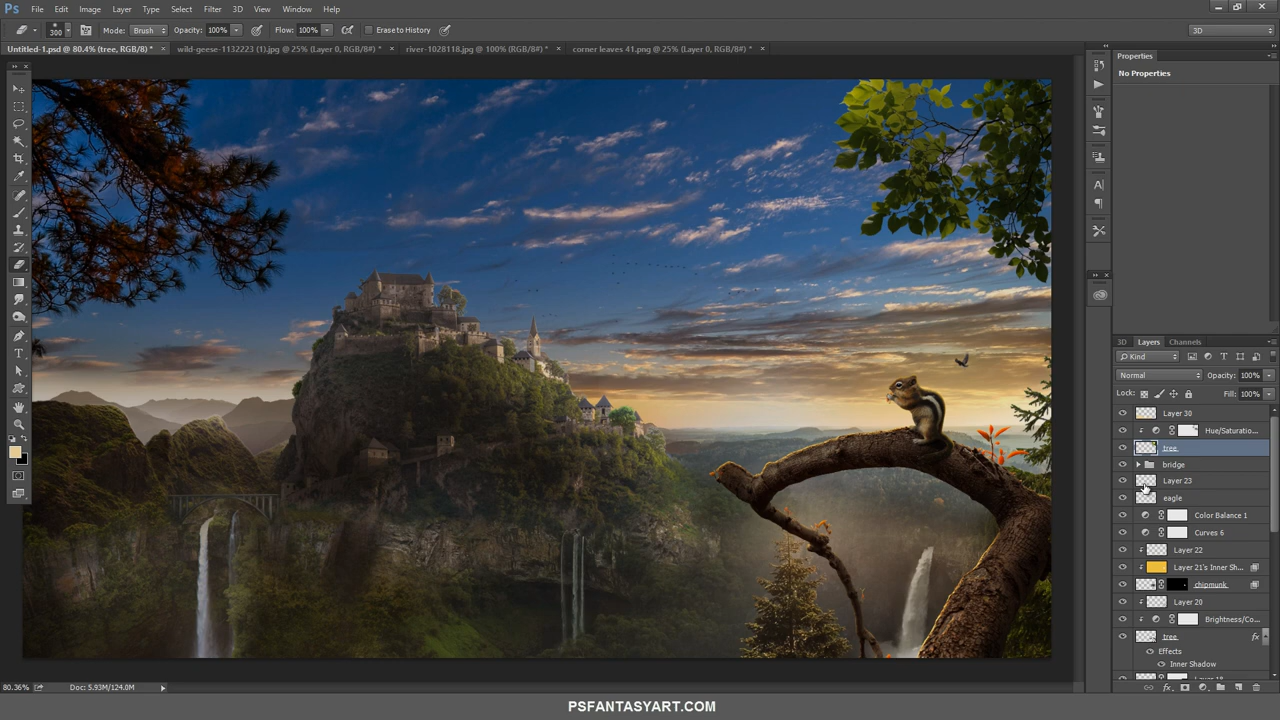 Ps File Edit Image Layer Type Select Filter 3D View Window Help
300 Mode: Brush Opacity: 100% Flow: 100% Erase to History 3D
Untitled-1.psd @ 80.4% (tree, RGB/8) * × wild-geese-1132223 (1).jpg @ 25% (Layer 0, RGB/8#) * × river-1028118.jpg @ 100% (RGB/8#) * × corner leaves 41.png @ 25% (Layer 0, RGB/8#) * ×
Properties
No Properties
3D Layers Channels
Kind
Normal Opacity: 100%
Lock: Fill: 100%
Layer 30
Hue/Saturatio...
tree
bridge
Layer 23
eagle
Color Balance 1
Curves 6
Layer 22
Layer 21's Inner Sh...
chipmunk
Layer 20
Brightness/Co...
tree fx
Effects
Inner Shadow
80.36% Doc: 5.93M/124.0M
PSFANTASYART.COM